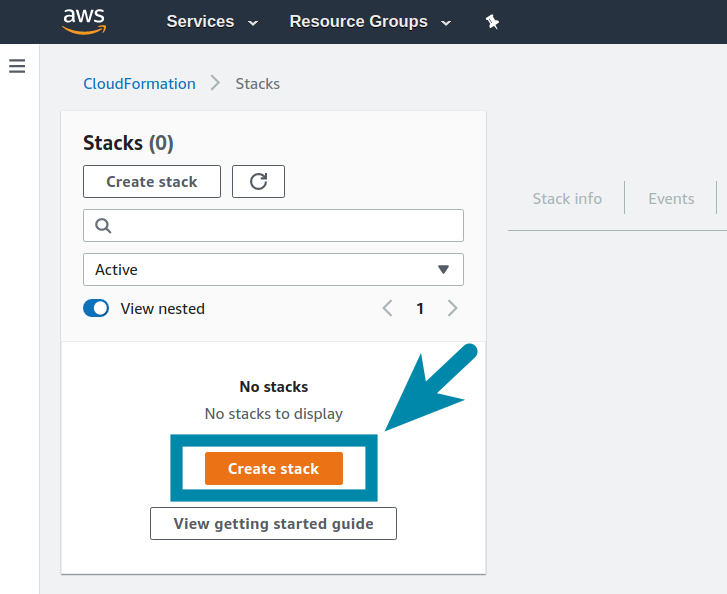 aws Services Resource Groups
CloudFormation Stacks
Stacks (0)
Create stack
Stack info Events
Active
View nested 1
No stacks
No stacks to display
Create stack
View getting started guide